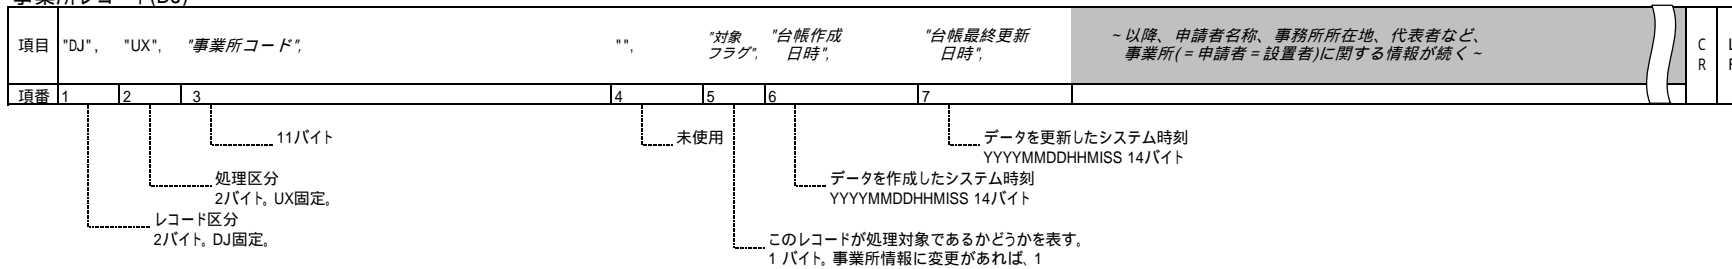 事業所レコード(DJ)
項目 "DJ", "UX", "事業所コード", "", "対象フラグ", "台帳作成日時", "台帳最終更新日時", ~以降、申請者名称、事務所所在地、代表者など、
事業所(=申請者=設置者)に関する情報が続く~
CR
項番 1 2 3 4 5 6 7
11バイト
未使用
データを更新したシステム時刻
YYYYMMDDHHMISS 14バイト
処理区分
2バイト。UX固定。
データを作成したシステム時刻
YYYYMMDDHHMISS 14バイト
レコード区分
2バイト。DJ固定。
このレコードが処理対象であるかどうかを表す。
1 バイト。事業所情報に変更があれば、1